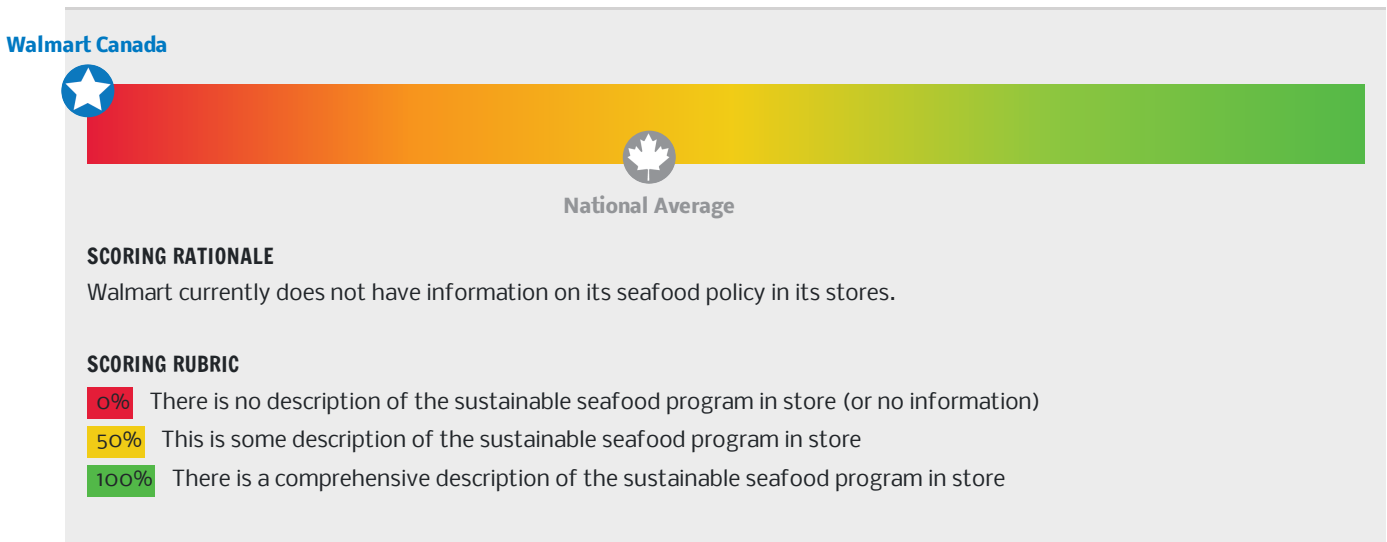 Walmart Canada
National Average
SCORING RATIONALE
Walmart currently does not have information on its seafood policy in its stores.
SCORING RUBRIC
0% There is no description of the sustainable seafood program in store (or no information)
50% This is some description of the sustainable seafood program in store
100% There is a comprehensive description of the sustainable seafood program in store